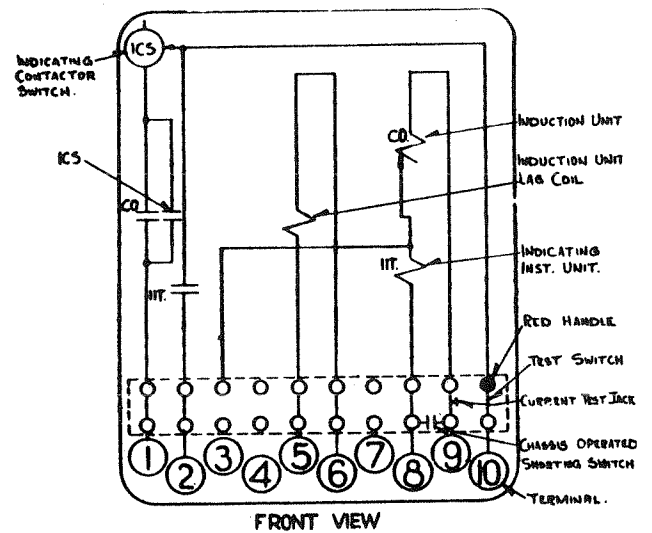 ICS
INDICATING
CONTACTOR
SWITCH.
ICS
CO
IIT.
CO.
IIT.
INDUCTION UNIT
INDUCTION UNIT
LAG COIL
INDICATING
INST. UNIT.
RED HANDLE
TEST SWITCH
CURRENT TEST JACK
CHASSIS OPERATED
SHORTING SWITCH
TERMINAL.
1 2 3 4 5 6 7 8 9 10
FRONT VIEW